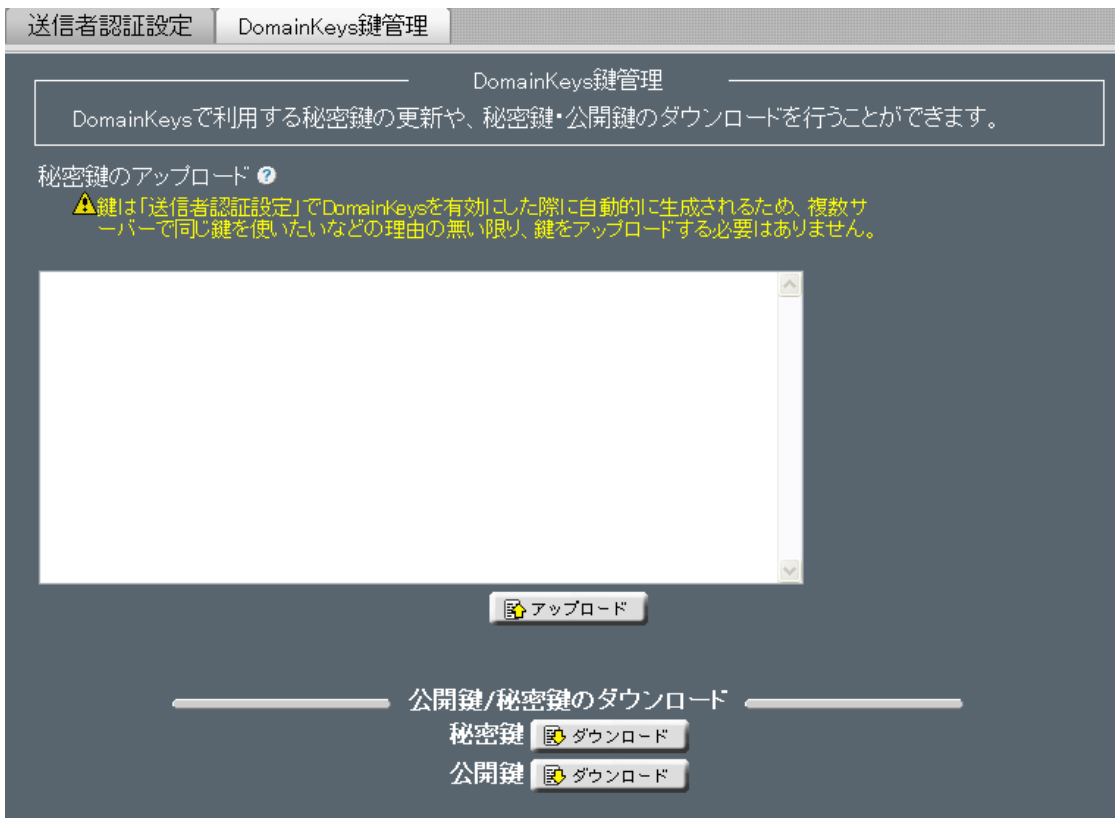 送信者認証設定 DomainKeys鍵管理
DomainKeys鍵管理
DomainKeysで利用する秘密鍵の更新や、秘密鍵・公開鍵のダウンロードを行うことができます。
秘密鍵のアップロード
鍵は「送信者認証設定」でDomainKeysを有効にした際に自動的に生成されるため、複数サ
ーバーで同じ鍵を使いたいなどの理由の無い限り、鍵をアップロードする必要はありません。
アップロード
公開鍵/秘密鍵のダウンロード
秘密鍵 ダウンロード
公開鍵 ダウンロード